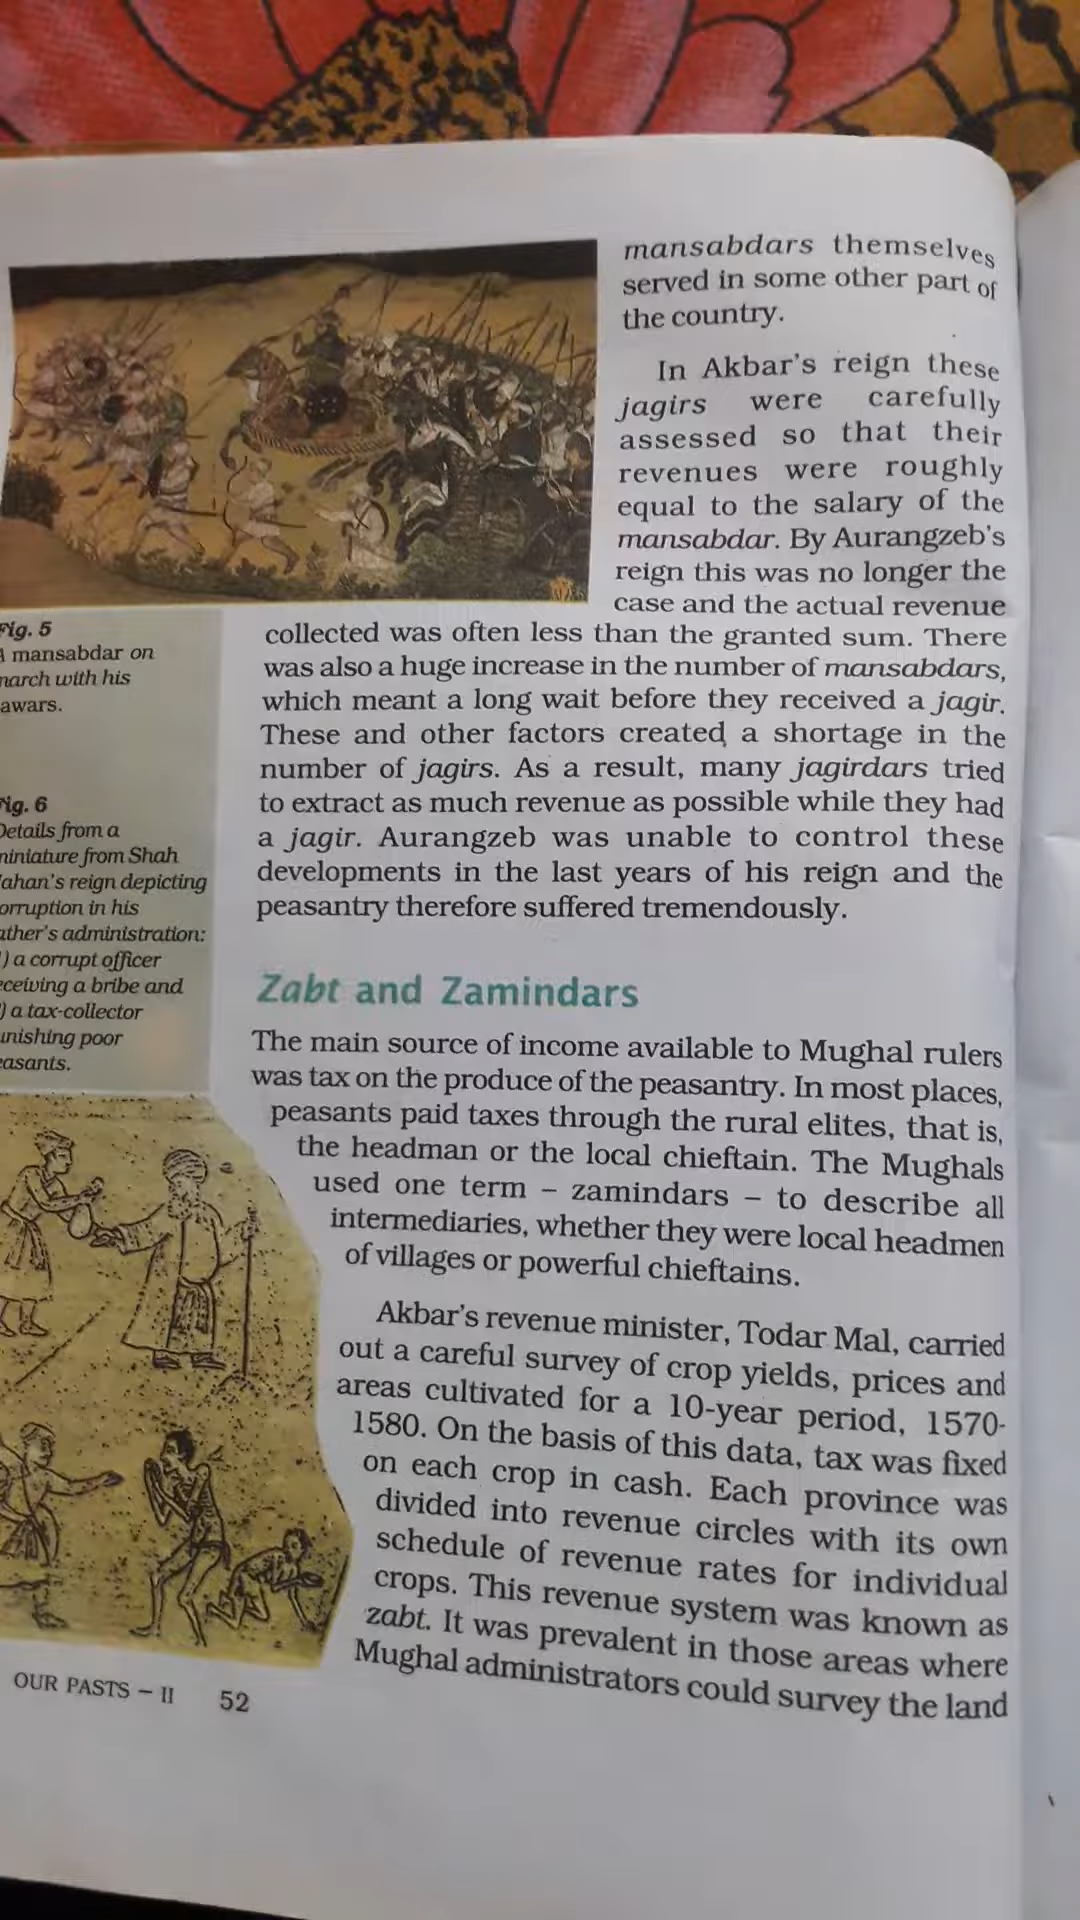 mansabdars themselves
served in some other part of
the country.
In Akbar's reign these
jagirs were carefully
assessed so that their
revenues were roughly
equal to the salary of the
mansabdar. By Aurangzeb's
reign this was no longer the
case and the actual revenue
collected was often less than the granted sum. There
was also a huge increase in the number of mansabdars,
which meant a long wait before they received a jagir.
These and other factors created a shortage in the
number of jagirs. As a result, many jagirdars tried
to extract as much revenue as possible while they had
a jagir. Aurangzeb was unable to control these
developments in the last years of his reign and the
peasantry therefore suffered tremendously.
Fig. 5
A mansabdar on
march with his
awars.
Fig. 6
Details from a
miniature from Shah
Jahan's reign depicting
orruption in his
ather's administration:
) a corrupt officer
eceiving a bribe and
) a tax-collector
unishing poor
easants.
Zabt and Zamindars
The main source of income available to Mughal rulers
was tax on the produce of the peasantry. In most places,
peasants paid taxes through the rural elites, that is,
the headman or the local chieftain. The Mughals
used one term – zamindars – to describe all
intermediaries, whether they were local headmen
of villages or powerful chieftains.
Akbar's revenue minister, Todar Mal, carried
out a careful survey of crop yields, prices and
areas cultivated for a 10-year period, 1570-
1580. On the basis of this data, tax was fixed
on each crop in cash. Each province was
divided into revenue circles with its own
schedule of revenue rates for individual
crops. This revenue system was known as
zabt. It was prevalent in those areas where
Mughal administrators could survey the land
OUR PASTS – II 52